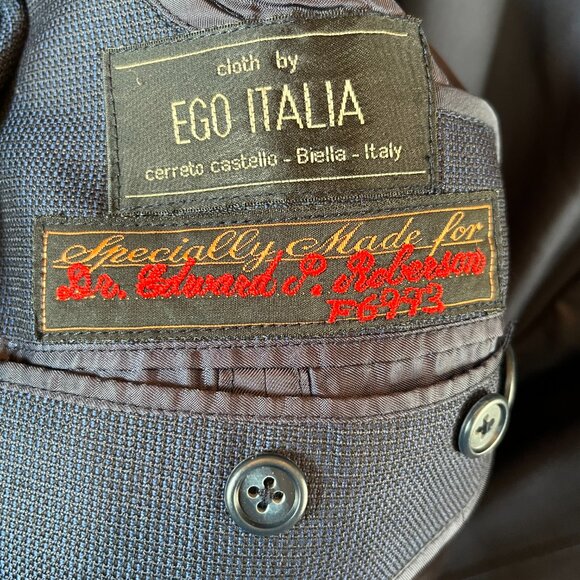 cloth by
EGO ITALIA
cerreto castello - Biella - Italy
Specially Made for
Dr. Edward P. Roberson
F6973